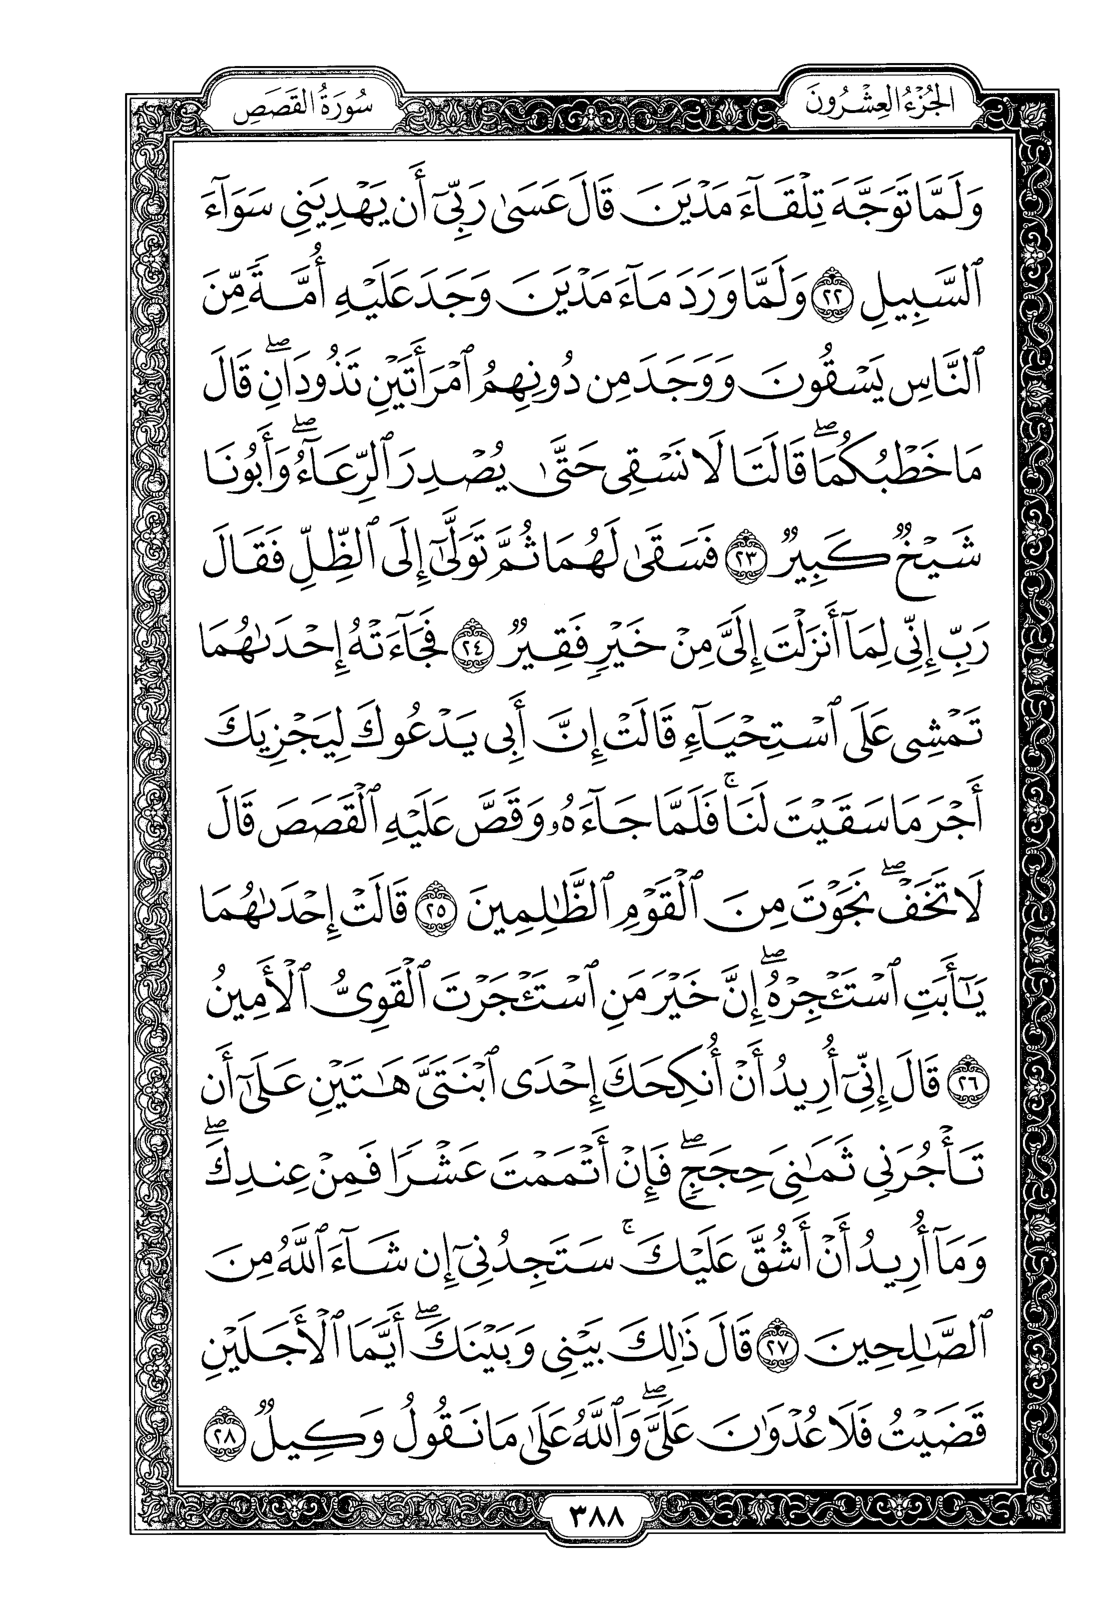 الجُزْءُ العِشْرُونَ
سُورَةُ القَصَصِ
وَلَمَّا تَوَجَّهَ تِلْقَآءَ مَدْيَنَ قَالَ عَسَىٰ رَبِّىٓ أَن يَهْدِيَنِى سَوَآءَ
ٱلسَّبِيلِ ٢٢ وَلَمَّا وَرَدَ مَآءَ مَدْيَنَ وَجَدَ عَلَيْهِ أُمَّةً مِّنَ
ٱلنَّاسِ يَسْقُونَ وَوَجَدَ مِن دُونِهِمُ ٱمْرَأَتَيْنِ تَذُودَانِۖ قَالَ
مَا خَطْبُكُمَاۖ قَالَتَا لَا نَسْقِى حَتَّىٰ يُصْدِرَ ٱلرِّعَآءُۖ وَأَبُونَا
شَيْخٌ كَبِيرٌ ٢٣ فَسَقَىٰ لَهُمَا ثُمَّ تَوَلَّىٰٓ إِلَى ٱلظِّلِّ فَقَالَ
رَبِّ إِنِّى لِمَآ أَنزَلْتَ إِلَىَّ مِنْ خَيْرٍ فَقِيرٌ ٢٤ فَجَآءَتْهُ إِحْدَىٰهُمَا
تَمْشِى عَلَى ٱسْتِحْيَآءٍ قَالَتْ إِنَّ أَبِى يَدْعُوكَ لِيَجْزِيَكَ
أَجْرَ مَا سَقَيْتَ لَنَاۚ فَلَمَّا جَآءَهُۥ وَقَصَّ عَلَيْهِ ٱلْقَصَصَ قَالَ
لَا تَخَفْۖ نَجَوْتَ مِنَ ٱلْقَوْمِ ٱلظَّٰلِمِينَ ٢٥ قَالَتْ إِحْدَىٰهُمَا
يَٰٓأَبَتِ ٱسْتَـْٔجِرْهُۖ إِنَّ خَيْرَ مَنِ ٱسْتَـْٔجَرْتَ ٱلْقَوِىُّ ٱلْأَمِينُ
٢٦ قَالَ إِنِّىٓ أُرِيدُ أَنْ أُنكِحَكَ إِحْدَى ٱبْنَتَىَّ هَٰتَيْنِ عَلَىٰٓ أَن
تَأْجُرَنِى ثَمَٰنِىَ حِجَجٍۖ فَإِنْ أَتْمَمْتَ عَشْرًا فَمِنْ عِندِكَۖ
وَمَآ أُرِيدُ أَنْ أَشُقَّ عَلَيْكَۚ سَتَجِدُنِىٓ إِن شَآءَ ٱللَّهُ مِنَ
ٱلصَّٰلِحِينَ ٢٧ قَالَ ذَٰلِكَ بَيْنِى وَبَيْنَكَۖ أَيَّمَا ٱلْأَجَلَيْنِ
قَضَيْتُ فَلَا عُدْوَٰنَ عَلَىَّۖ وَٱللَّهُ عَلَىٰ مَا نَقُولُ وَكِيلٌ ٢٨
٣٨٨